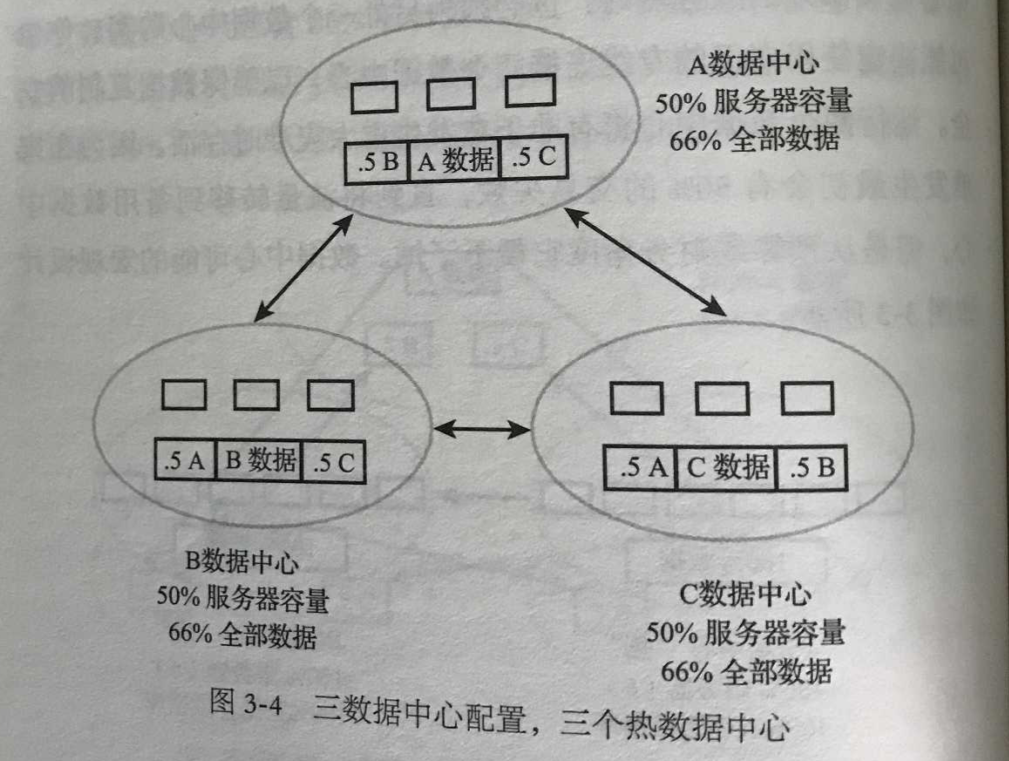 A数据中心
50% 服务器容量
66% 全部数据
.5 B A 数据 .5 C
.5 A B 数据 .5 C
.5 A C 数据 .5 B
B数据中心
50% 服务器容量
66% 全部数据
C数据中心
50% 服务器容量
66% 全部数据
图 3-4 三数据中心配置，三个热数据中心